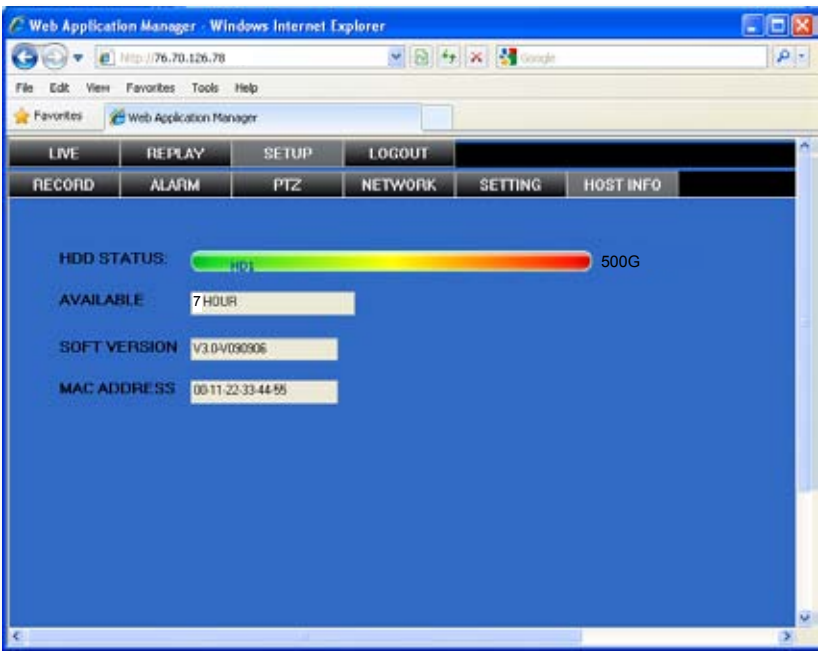 Web Application Manager - Windows Internet Explorer
http://76.70.126.78
Google
File Edit View Favorites Tools Help
Favorites Web Application Manager
LIVE REPLAY SETUP LOGOUT
RECORD ALARM PTZ NETWORK SETTING HOST INFO
HDD STATUS: HD1 500G
AVAILABLE 7 HOUR
SOFT VERSION V3.0-V090906
MAC ADDRESS 00-11-22-33-44-55